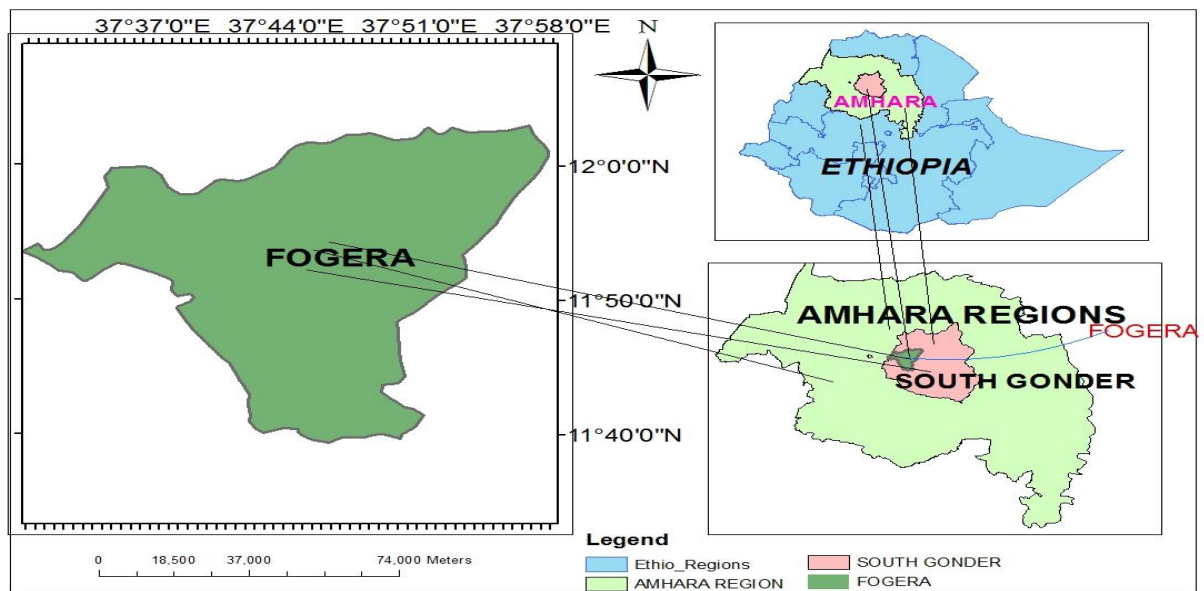 37°37'0"E 37°44'0"E 37°51'0"E 37°58'0"E
N
12°0'0"N
11°50'0"N
11°40'0"N
FOGERA
AMHARA
ETHIOPIA
AMHARA REGIONS
FOGERA
SOUTH GONDER
0 18,500 37,000 74,000 Meters
Legend
Ethio_Regions
AMHARA REGION
SOUTH GONDER
FOGERA